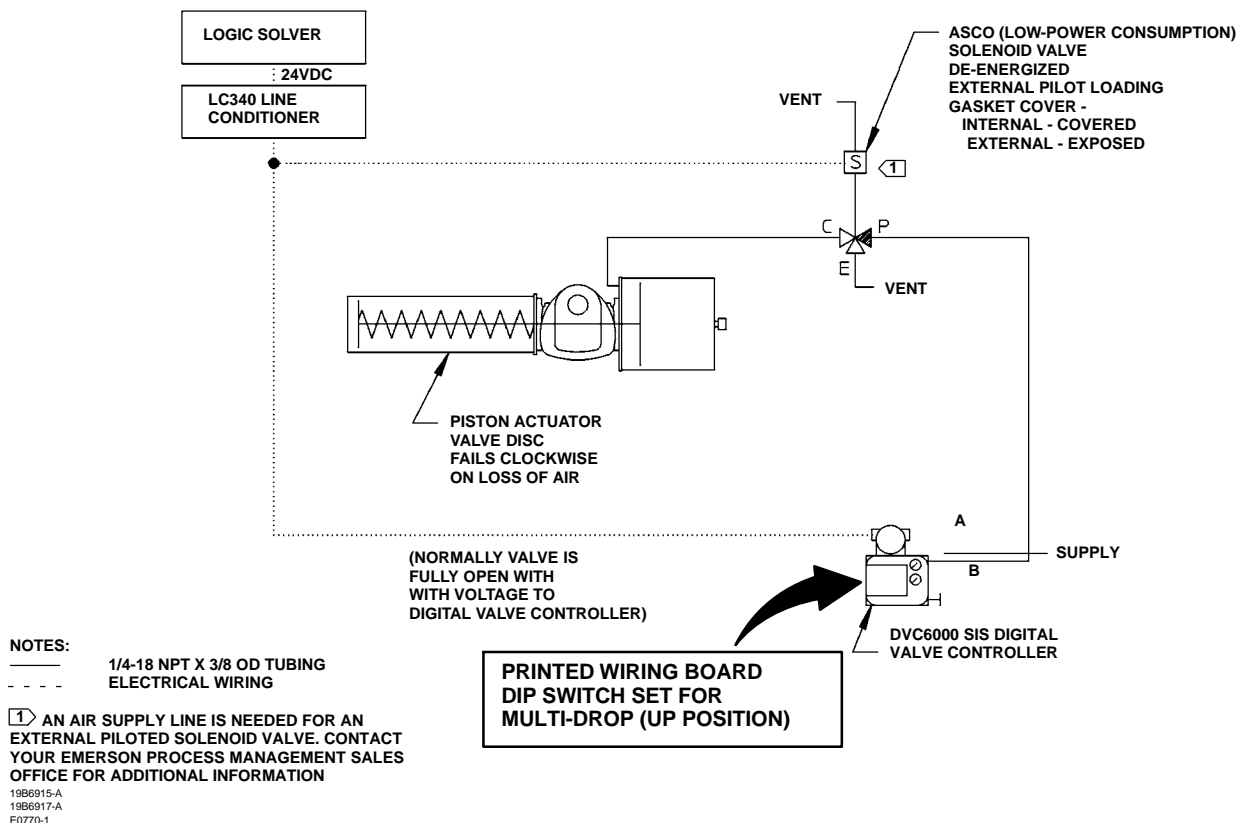 LOGIC SOLVER
24VDC
LC340 LINE
CONDITIONER
ASCO (LOW-POWER CONSUMPTION)
SOLENOID VALVE
DE-ENERGIZED
EXTERNAL PILOT LOADING
GASKET COVER -
INTERNAL - COVERED
EXTERNAL - EXPOSED
VENT
S
1
C
P
E
VENT
PISTON ACTUATOR
VALVE DISC
FAILS CLOCKWISE
ON LOSS OF AIR
A
SUPPLY
B
(NORMALLY VALVE IS
FULLY OPEN WITH
WITH VOLTAGE TO
DIGITAL VALVE CONTROLLER)
DVC6000 SIS DIGITAL
VALVE CONTROLLER
PRINTED WIRING BOARD
DIP SWITCH SET FOR
MULTI-DROP (UP POSITION)
NOTES:
1/4-18 NPT X 3/8 OD TUBING
ELECTRICAL WIRING
1 AN AIR SUPPLY LINE IS NEEDED FOR AN
EXTERNAL PILOTED SOLENOID VALVE. CONTACT
YOUR EMERSON PROCESS MANAGEMENT SALES
OFFICE FOR ADDITIONAL INFORMATION
19B6915-A
19B6917-A
E0770-1